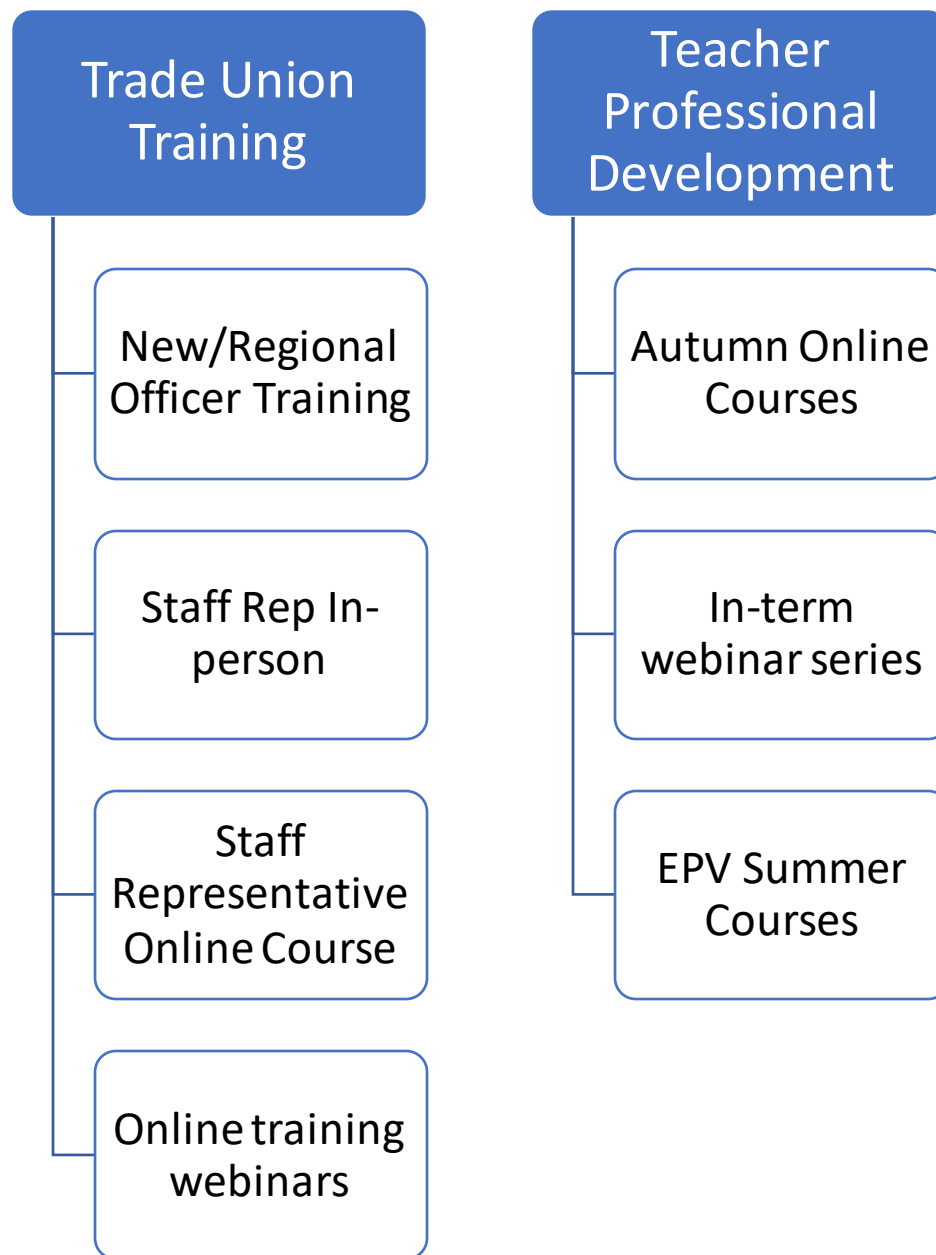 Trade Union
Training
New/Regional
Officer Training
Staff Rep In-
person
Staff
Representative
Online Course
Online training
webinars
Teacher
Professional
Development
Autumn Online
Courses
In-term
webinar series
EPV Summer
Courses